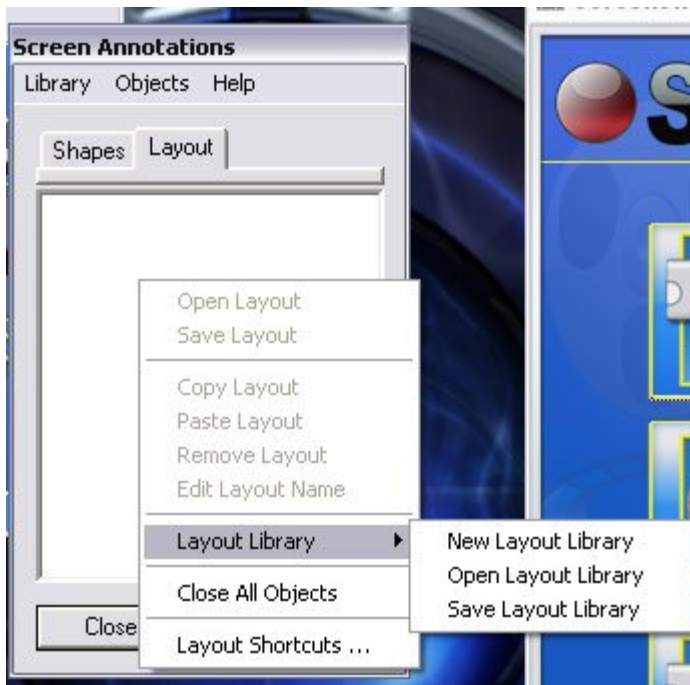 Screen Annotations
Library Objects Help
Shapes Layout
Open Layout
Save Layout
Copy Layout
Paste Layout
Remove Layout
Edit Layout Name
Layout Library
New Layout Library
Open Layout Library
Save Layout Library
Close All Objects
Close
Layout Shortcuts ...
S